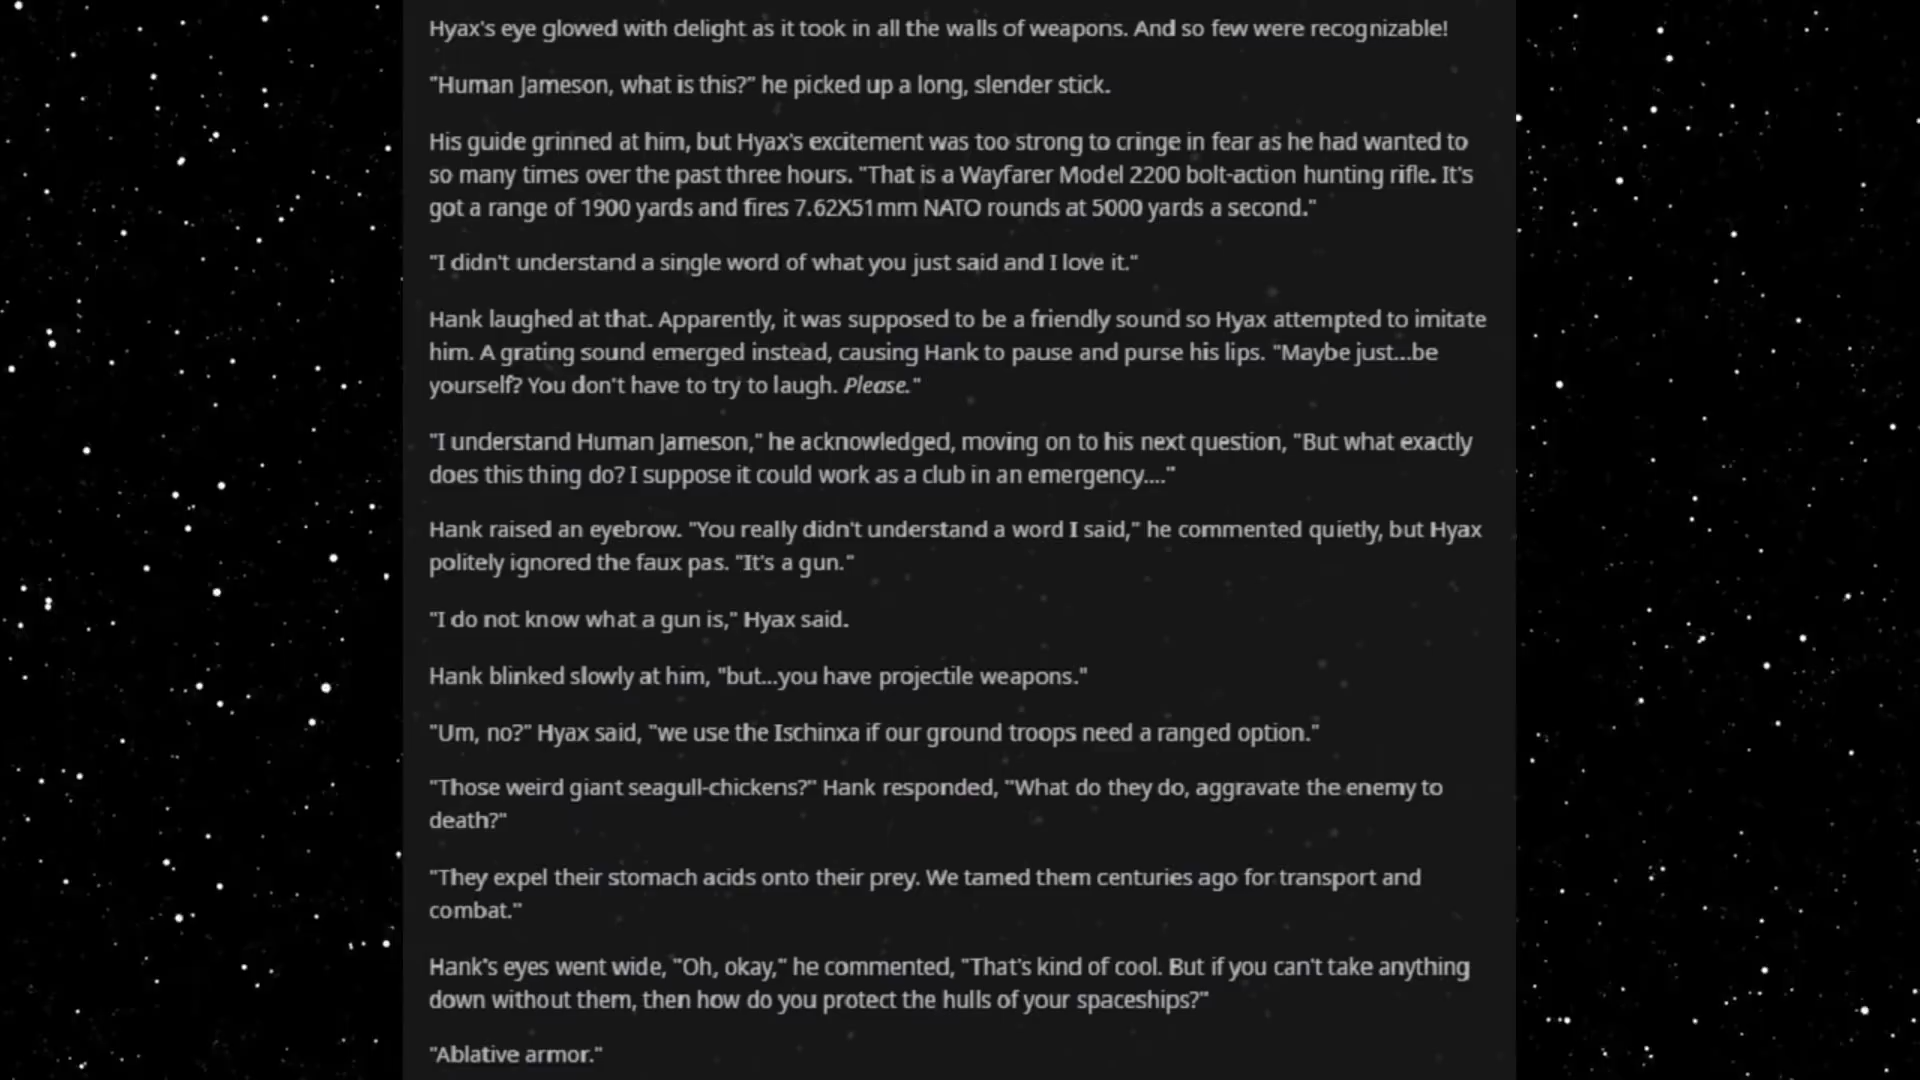 Hyax's eye glowed with delight as it took in all the walls of weapons. And so few were recognizable!
"Human Jameson, what is this?" he picked up a long, slender stick.
His guide grinned at him, but Hyax's excitement was too strong to cringe in fear as he had wanted to
so many times over the past three hours. "That is a Wayfarer Model 2200 bolt-action hunting rifle. It's
got a range of 1900 yards and fires 7.62X51mm NATO rounds at 5000 yards a second."
"I didn't understand a single word of what you just said and I love it."
Hank laughed at that. Apparently, it was supposed to be a friendly sound so Hyax attempted to imitate
him. A grating sound emerged instead, causing Hank to pause and purse his lips. "Maybe just...be
yourself? You don't have to try to laugh. Please."
"I understand Human Jameson," he acknowledged, moving on to his next question, "But what exactly
does this thing do? I suppose it could work as a club in an emergency...."
Hank raised an eyebrow. "You really didn't understand a word I said," he commented quietly, but Hyax
politely ignored the faux pas. "It's a gun."
"I do not know what a gun is," Hyax said.
Hank blinked slowly at him, "but...you have projectile weapons."
"Um, no?" Hyax said, "we use the Ischinxa if our ground troops need a ranged option."
"Those weird giant seagull-chickens?" Hank responded, "What do they do, aggravate the enemy to
death?"
"They expel their stomach acids onto their prey. We tamed them centuries ago for transport and
combat."
Hank's eyes went wide, "Oh, okay," he commented, "That's kind of cool. But if you can't take anything
down without them, then how do you protect the hulls of your spaceships?"
"Ablative armor."